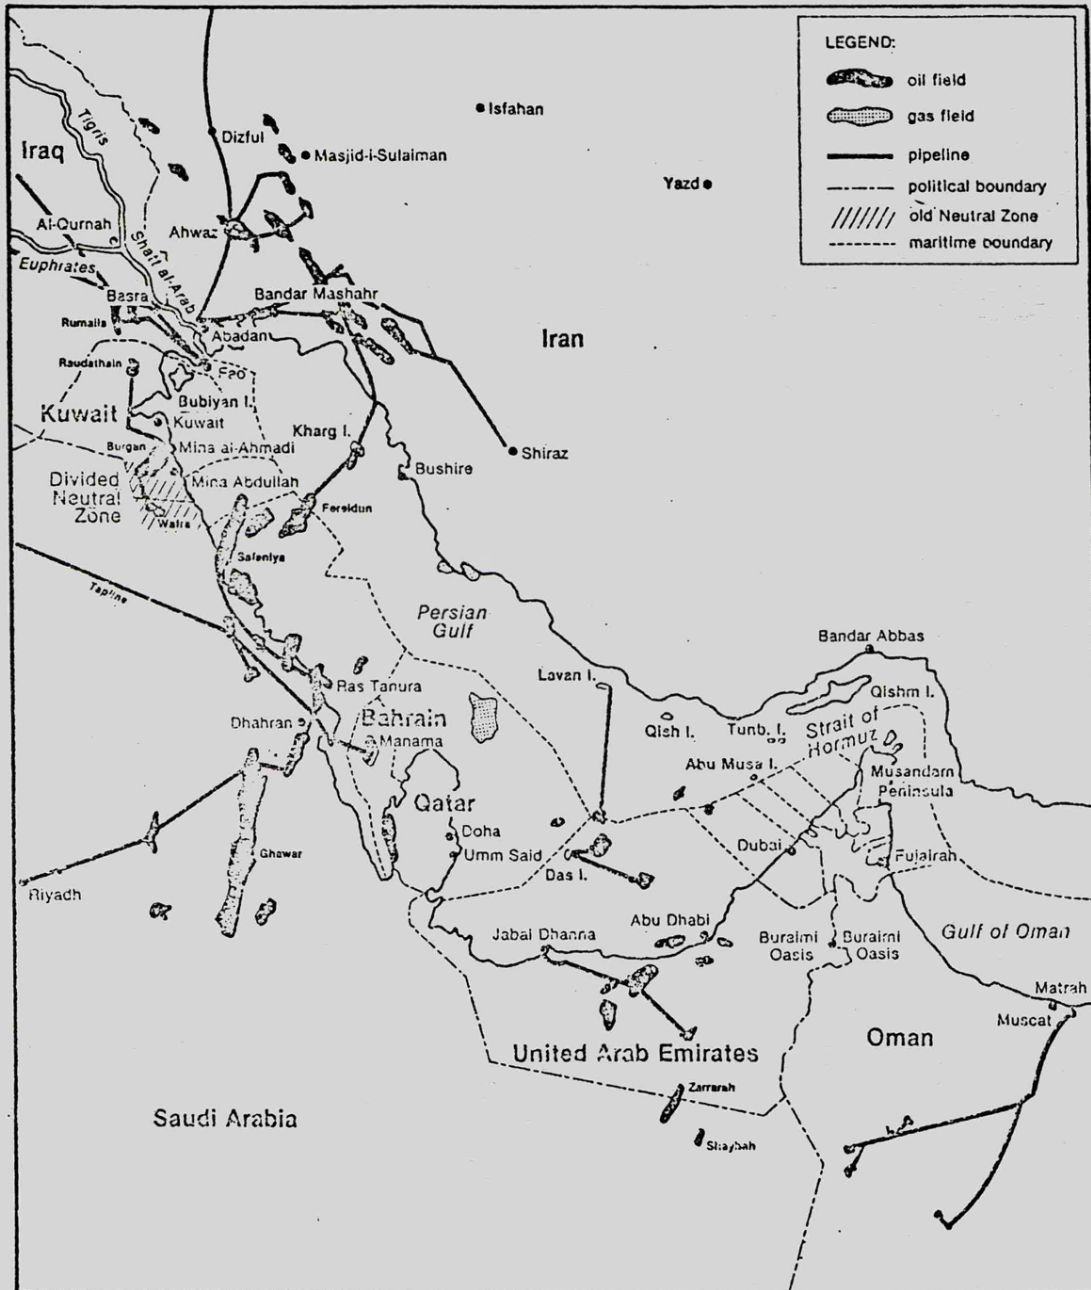 LEGEND:
oil field
gas field
pipeline
political boundary
old Neutral Zone
maritime boundary
Isfahan
Tigris
Dizful
Iraq
Masjid-i-Sulaiman
Yazd
Al-Qurnah
Ahwaz
Shatt al-Arab
Euphrates
Basra
Bandar Mashahr
Rumaila
Abadan
Iran
Raudathain
Fao
Bubiyan I.
Kuwait
Kuwait
Kharg I.
Burgan
Mina al-Ahmadi
Shiraz
Bushire
Divided
Neutral
Zone
Mina Abdullah
Fereidun
Wafra
Safaniya
Tapline
Persian
Gulf
Bandar Abbas
Lavan I.
Qishm I.
Ras Tanura
Strait of
Hormuz
Dhahran
Bahrain
Manama
Qish I.
Tunb. I.
Abu Musa I.
Musandam
Peninsula
Qatar
Doha
Umm Said
Ghawar
Dubai
Fujairah
Das I.
Riyadh
Abu Dhabi
Jabal Dhanna
Buraimi
Oasis
Buraimi
Oasis
Gulf of Oman
Matrah
Muscat
United Arab Emirates
Oman
Zarrarah
Saudi Arabia
Shaybah